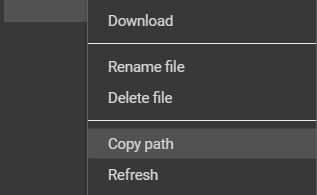 Download
Rename file
Delete file
Copy path
Refresh